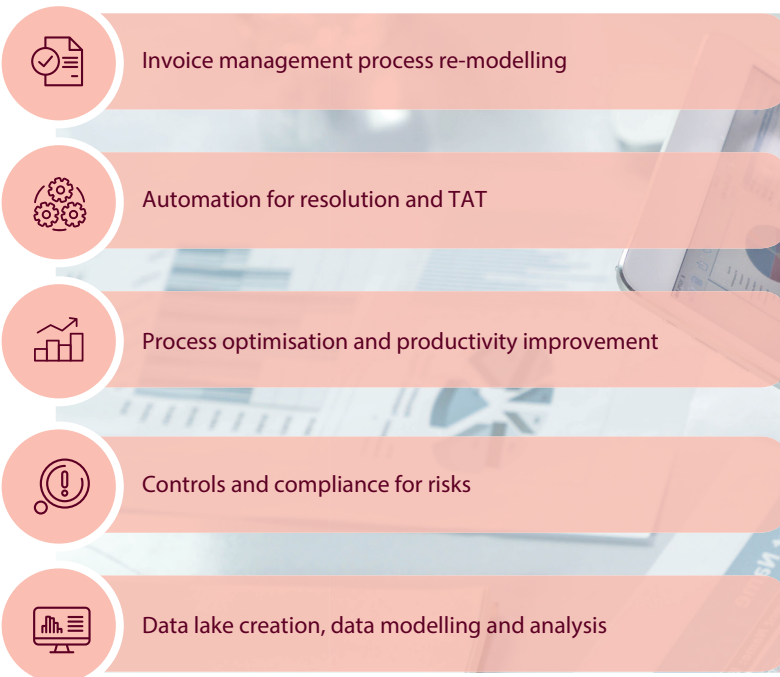 Invoice management process re-modelling
Automation for resolution and TAT
Process optimisation and productivity improvement
Controls and compliance for risks
Data lake creation, data modelling and analysis